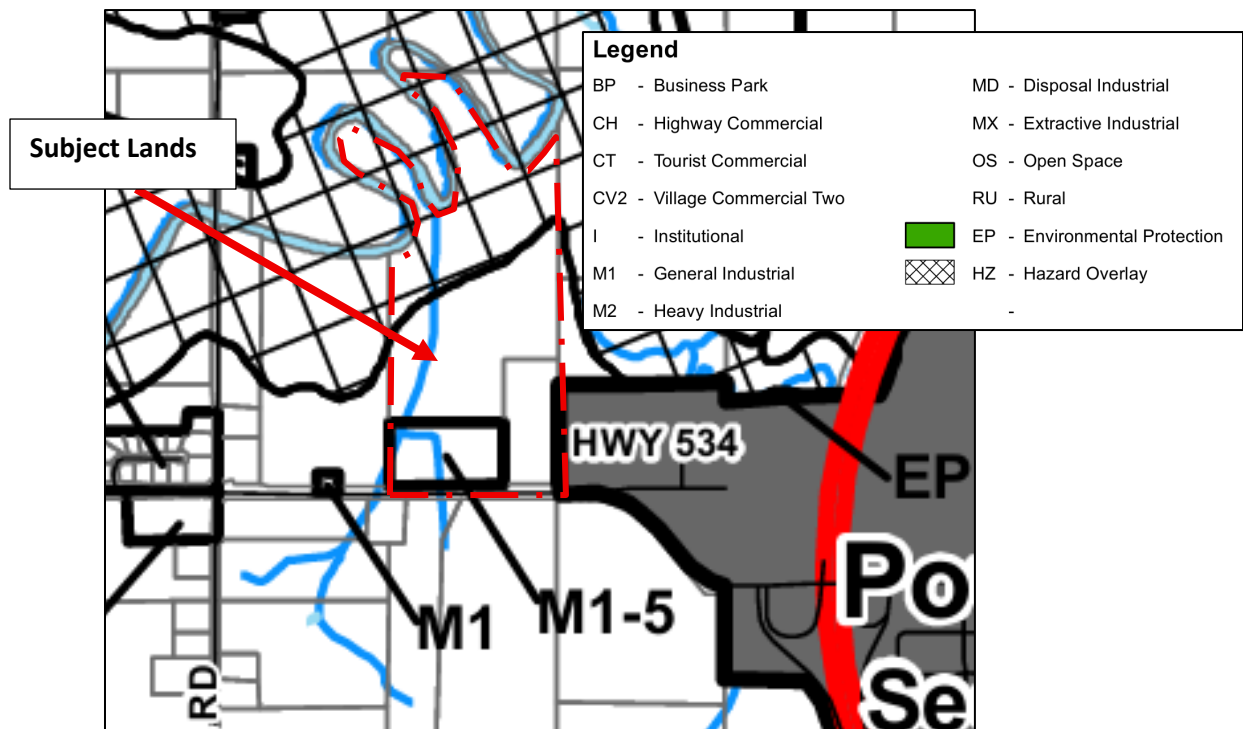 Legend
BP - Business Park
CH - Highway Commercial
CT - Tourist Commercial
CV2 - Village Commercial Two
I - Institutional
M1 - General Industrial
M2 - Heavy Industrial
MD - Disposal Industrial
MX - Extractive Industrial
OS - Open Space
RU - Rural
EP - Environmental Protection
HZ - Hazard Overlay
-
Subject Lands
HWY 534
EP
M1-5
M1
Po
Se
RD